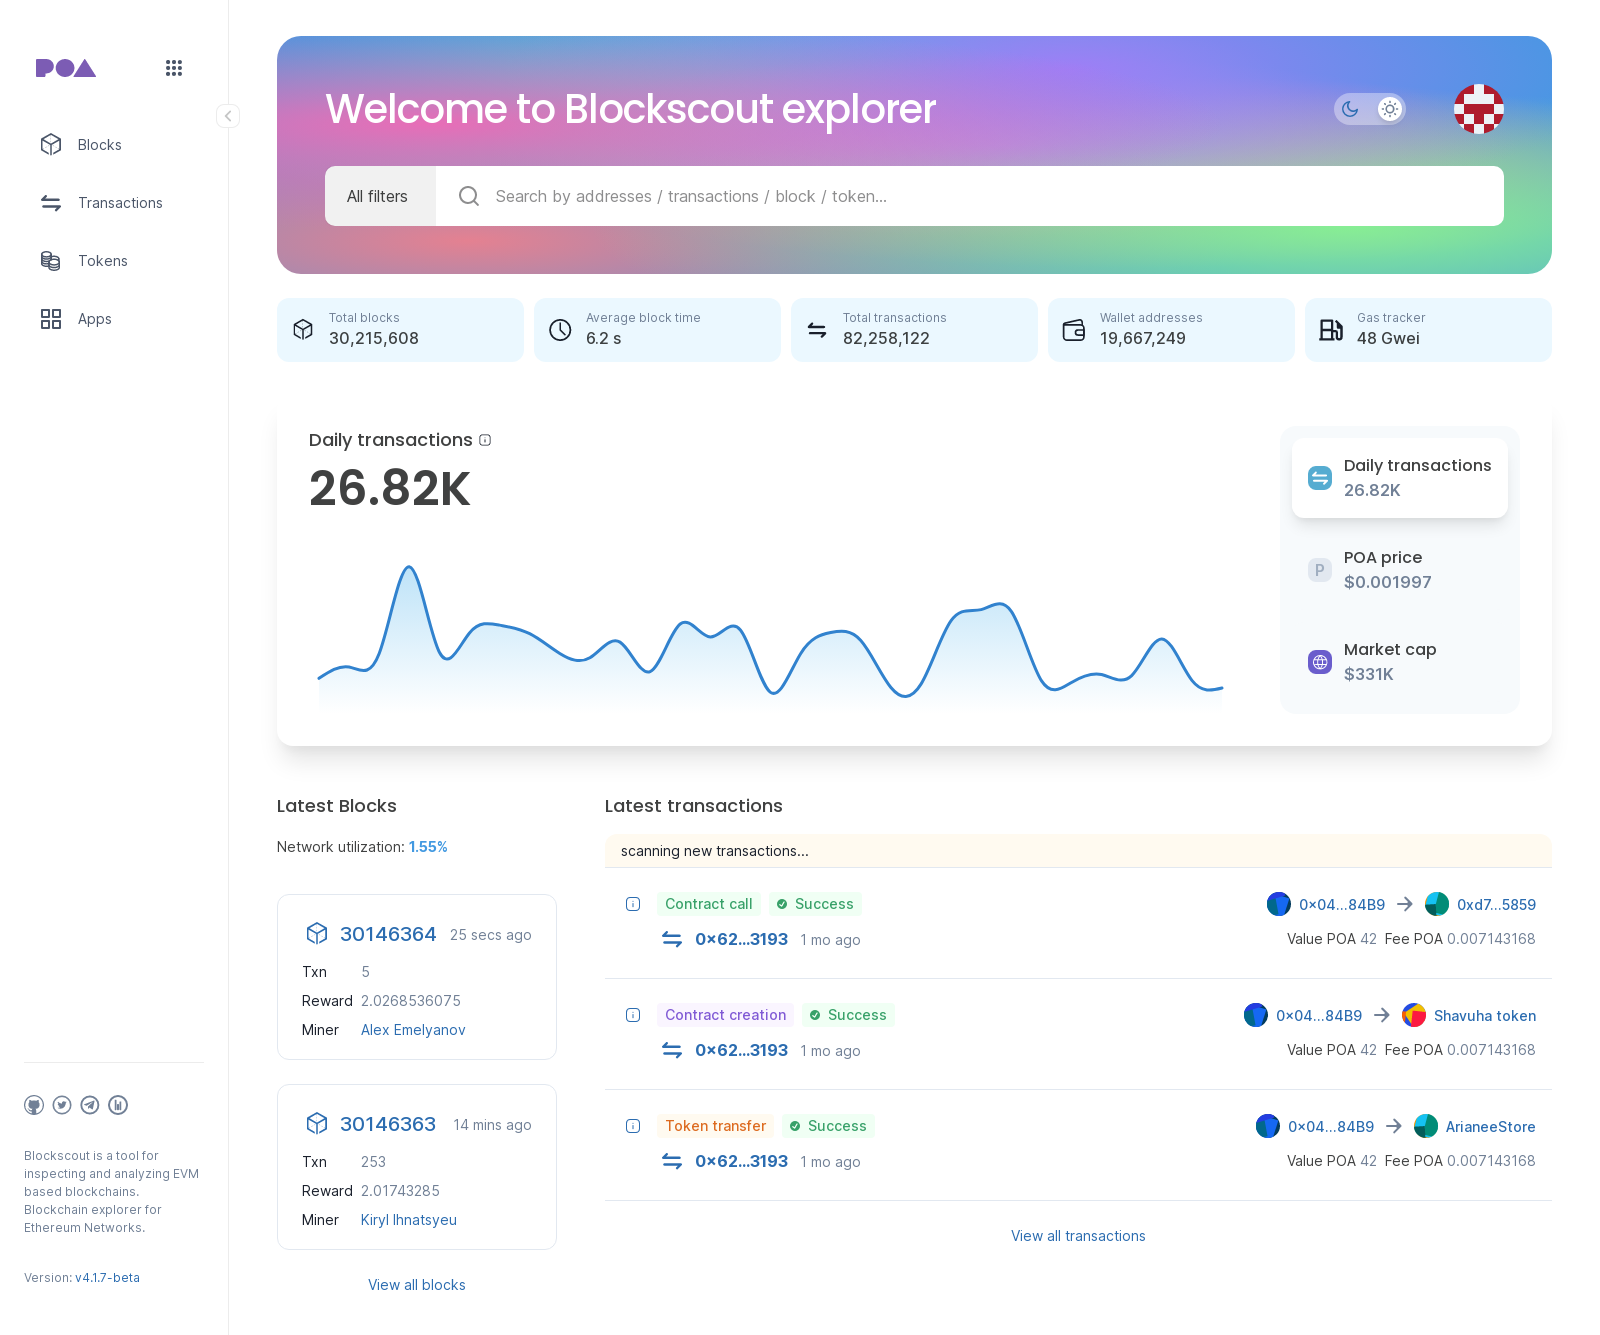 POA
Blocks
Transactions
Tokens
Apps
Blockscout is a tool for
inspecting and analyzing EVM
based blockchains.
Blockchain explorer for
Ethereum Networks.
Version: v4.1.7-beta
Welcome to Blockscout explorer
All filters
Search by addresses / transactions / block / token...
Total blocks
30,215,608
Average block time
6.2 s
Total transactions
82,258,122
Wallet addresses
19,667,249
Gas tracker
48 Gwei
Daily transactions
26.82K
Daily transactions
26.82K
P
POA price
$0.001997
Market cap
$331K
Latest Blocks
Network utilization: 1.55%
30146364 25 secs ago
Txn 5
Reward 2.0268536075
Miner Alex Emelyanov
30146363 14 mins ago
Txn 253
Reward 2.01743285
Miner Kiryl Ihnatsyeu
View all blocks
Latest transactions
scanning new transactions...
Contract call Success
0x62...3193 1 mo ago
0x04...84B9 → 0xd7...5859
Value POA 42 Fee POA 0.007143168
Contract creation Success
0x62...3193 1 mo ago
0x04...84B9 → Shavuha token
Value POA 42 Fee POA 0.007143168
Token transfer Success
0x62...3193 1 mo ago
0x04...84B9 → ArianeeStore
Value POA 42 Fee POA 0.007143168
View all transactions